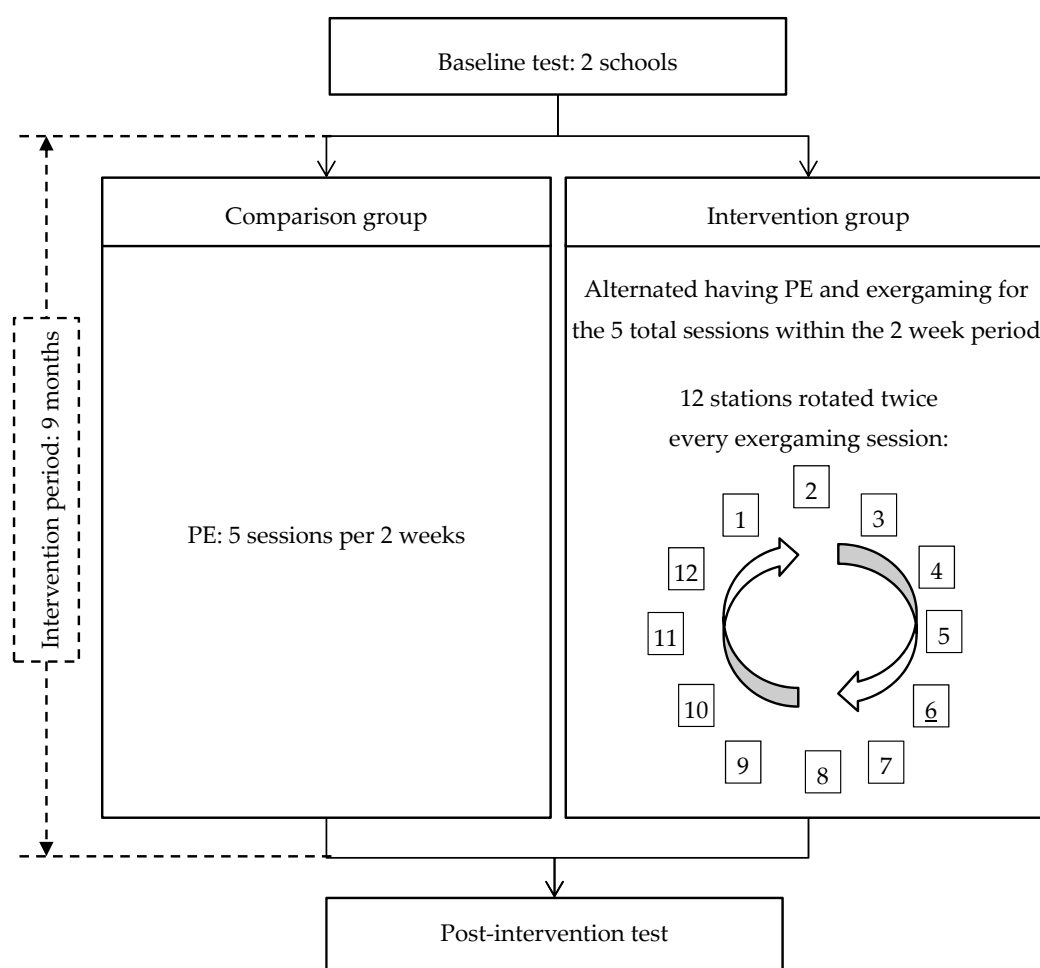 Baseline test: 2 schools
Intervention period: 9 months
Comparison group
PE: 5 sessions per 2 weeks
Intervention group
Alternated having PE and exergaming for
the 5 total sessions within the 2 week period
12 stations rotated twice
every exergaming session:
1
2
3
4
5
6
7
8
9
10
11
12
Post-intervention test